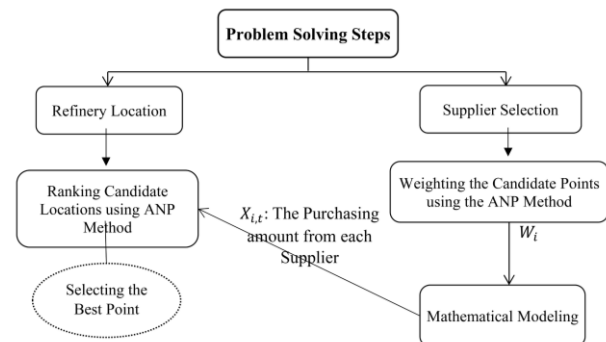 Problem Solving Steps
Refinery Location
Supplier Selection
Ranking Candidate
Locations using ANP
Method
Weighting the Candidate Points
using the ANP Method
X_{i,t}: The Purchasing
amount from each
Supplier
W_i
Selecting the
Best Point
Mathematical Modeling